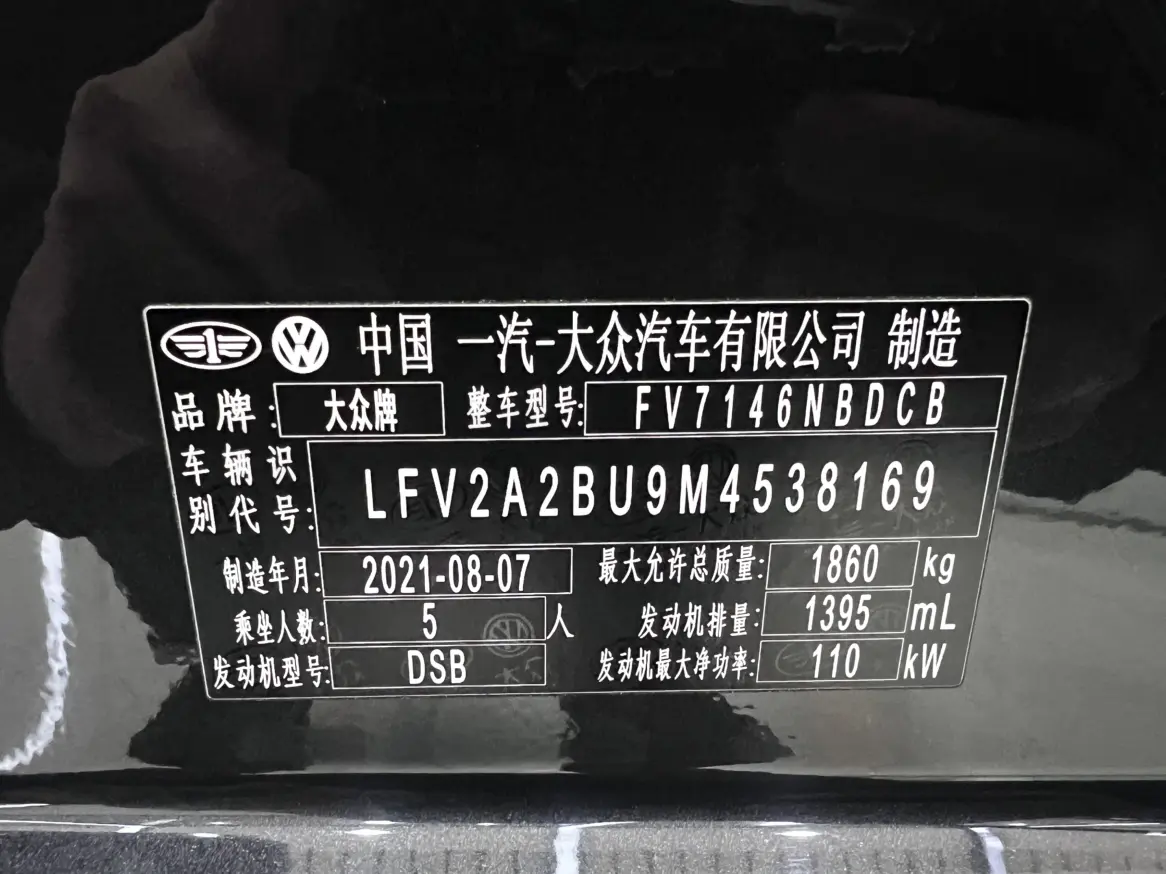 中国 一汽-大众汽车有限公司 制造
品牌: 大众牌 整车型号: FV7146NBDCB
车辆识别代号: LFV2A2BU9M4538169
制造年月: 2021-08-07 最大允许总质量: 1860 kg
乘坐人数: 5 人 发动机排量: 1395 mL
发动机型号: DSB 发动机最大净功率: 110 kW